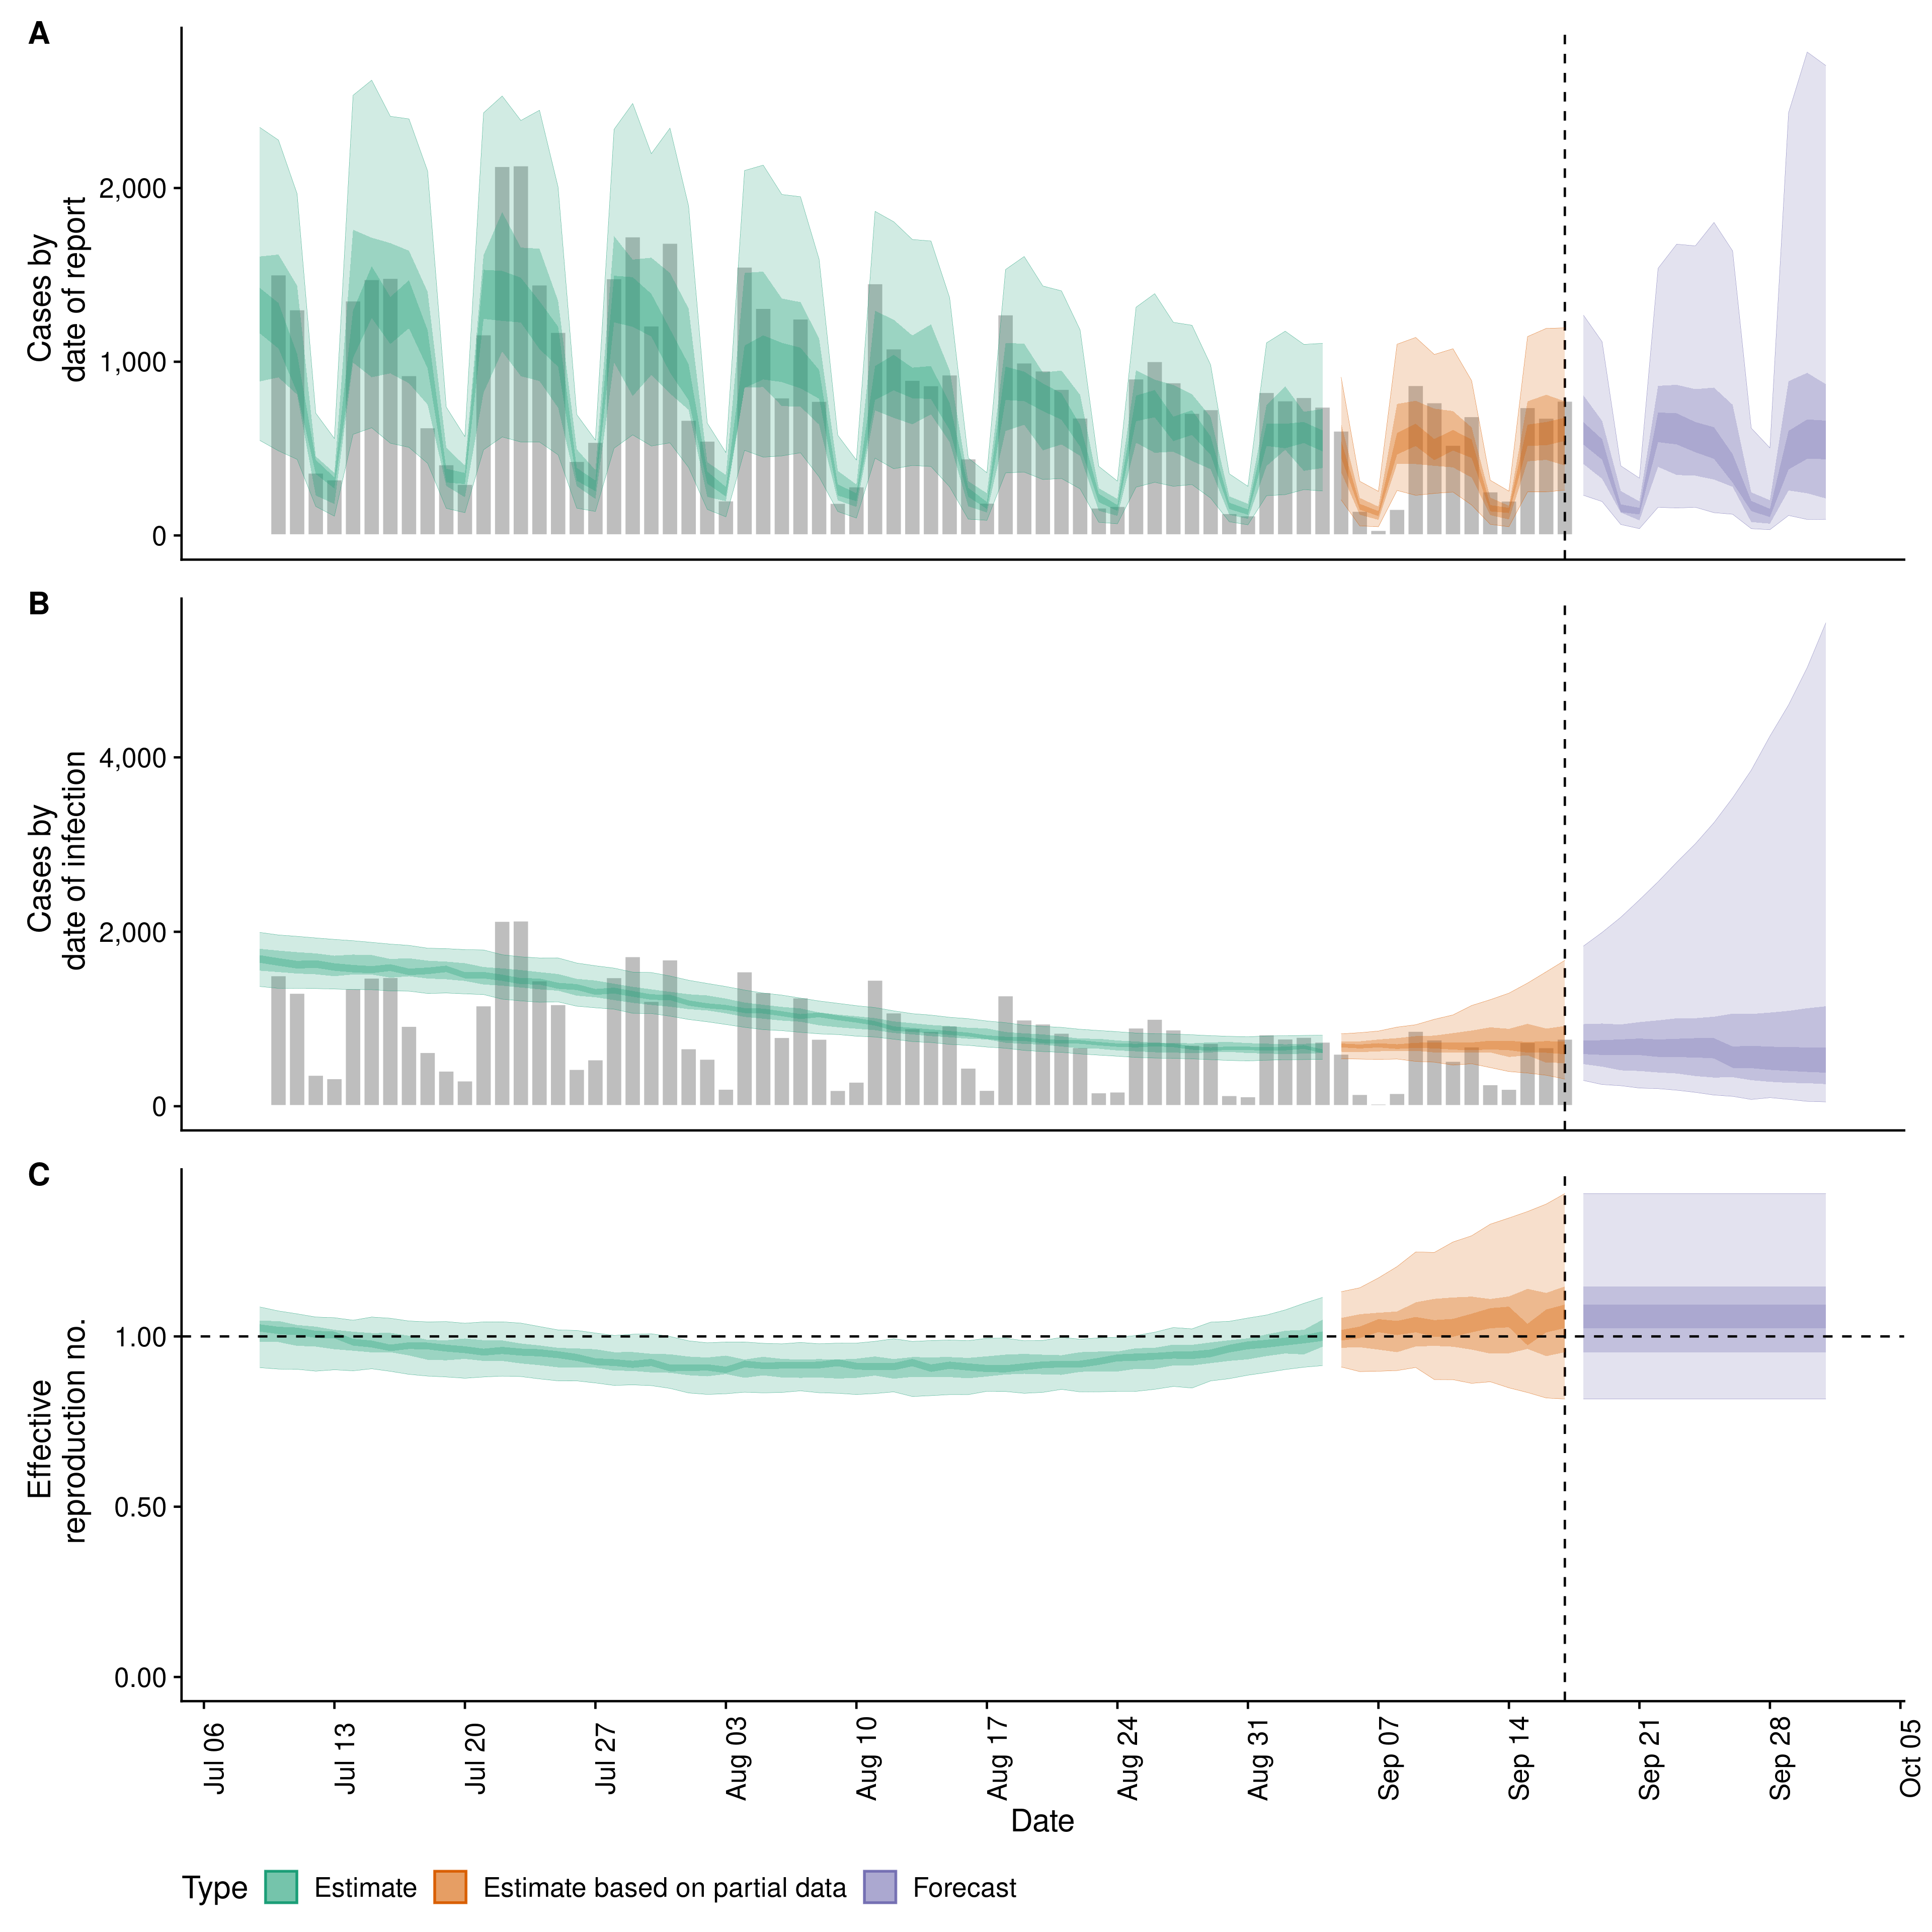 A
Cases by
date of report
2,000
1,000
0
B
Cases by
date of infection
4,000
2,000
0
C
Effective
reproduction no.
1.00
0.50
0.00
Jul 06
Jul 13
Jul 20
Jul 27
Aug 03
Aug 10
Aug 17
Aug 24
Aug 31
Sep 07
Sep 14
Sep 21
Sep 28
Oct 05
Date
Type Estimate Estimate based on partial data Forecast